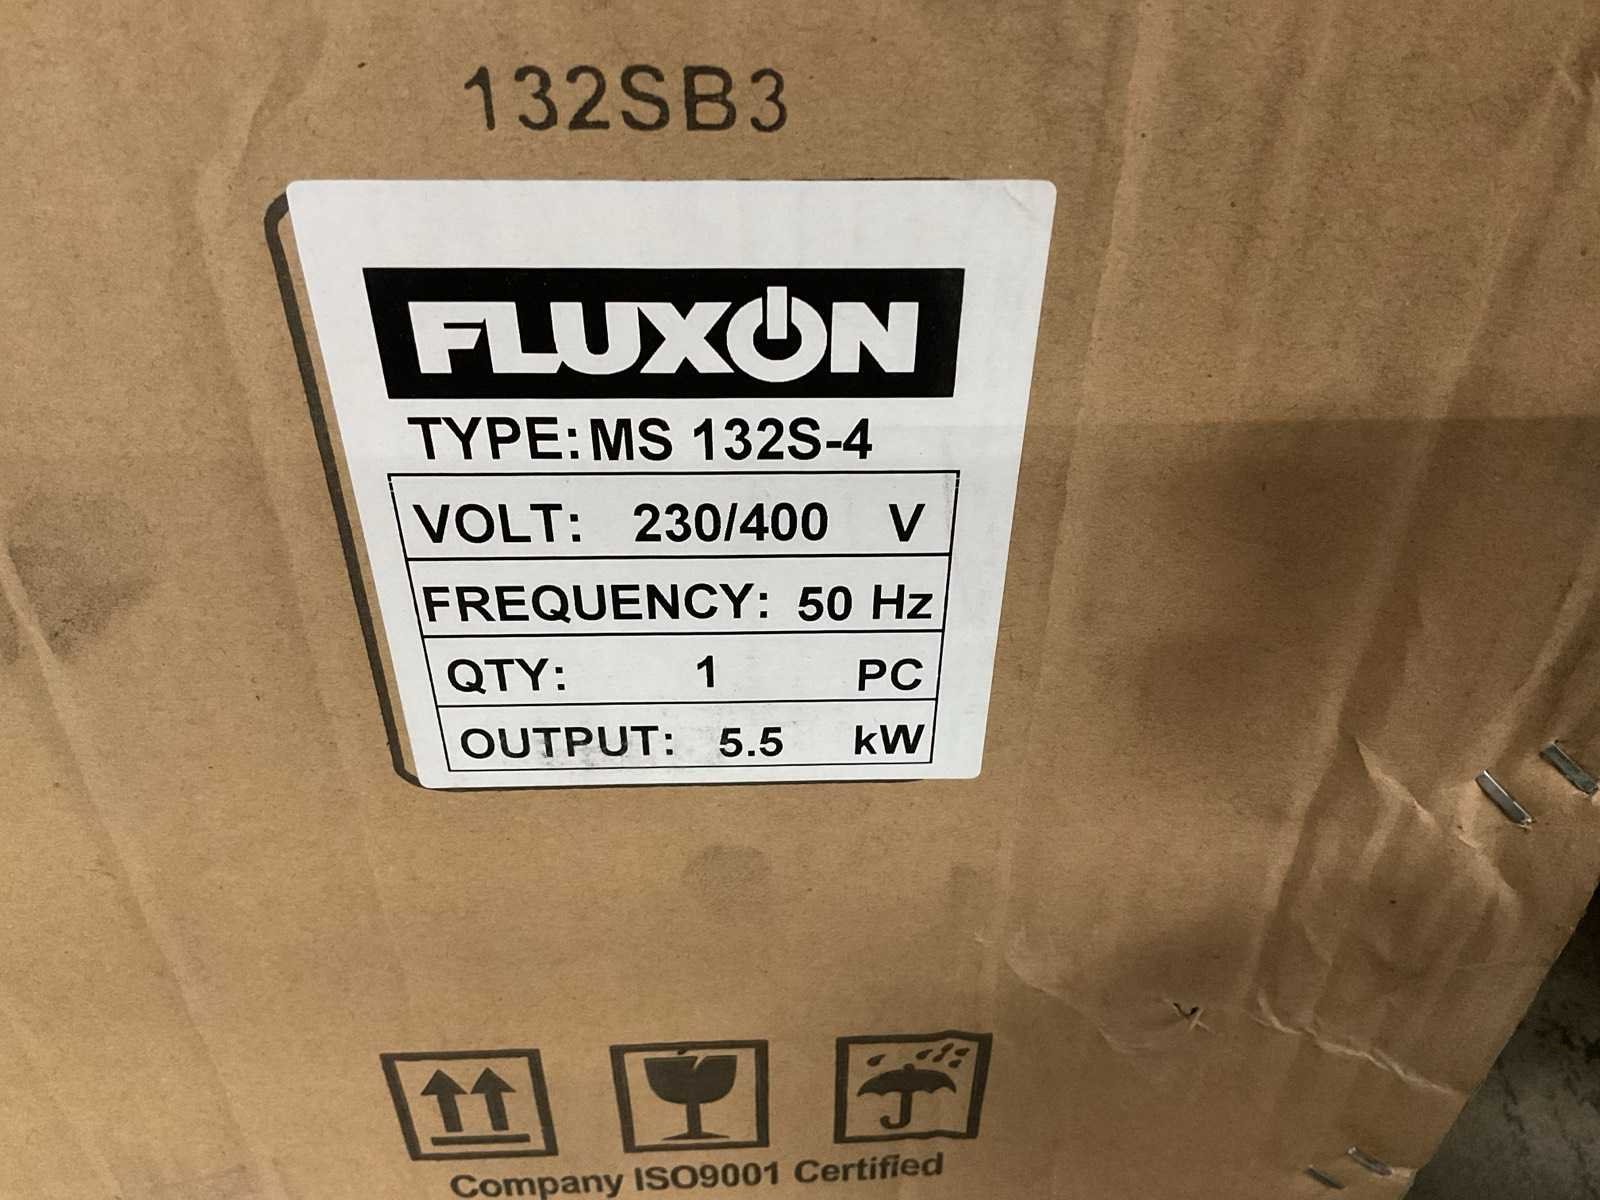 132SB3
FLUXON
TYPE: MS 132S-4
VOLT: 230/400 V
FREQUENCY: 50 Hz
QTY: 1 PC
OUTPUT: 5.5 kW
Company ISO9001 Certified